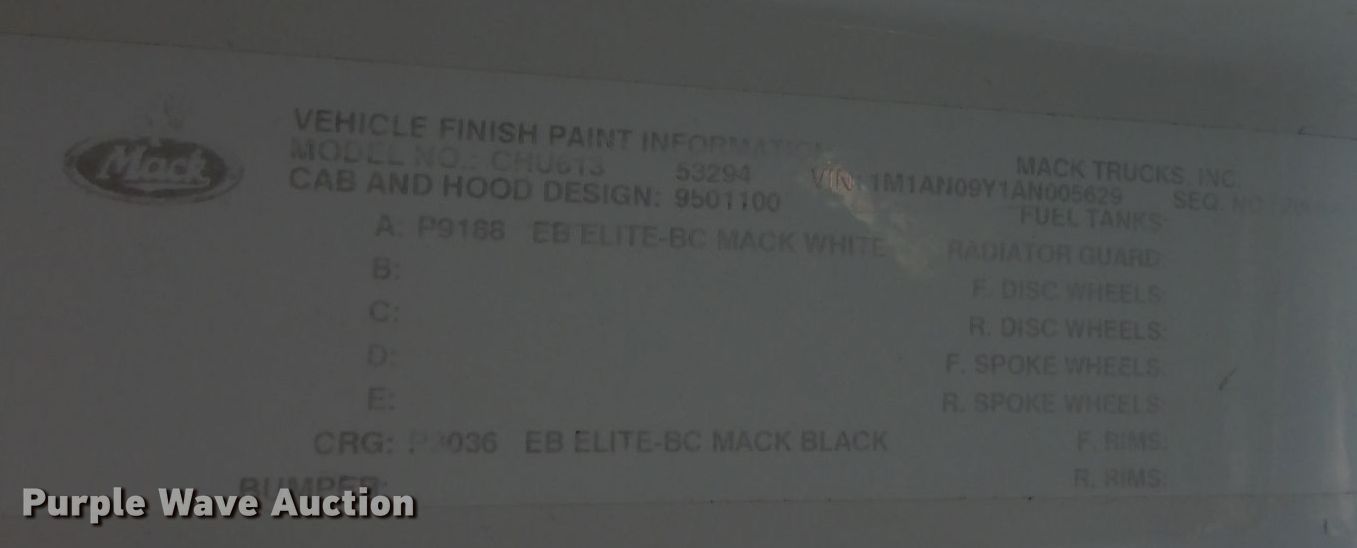 Mack
VEHICLE FINISH PAINT INFORMATION
MACK TRUCKS, INC.
MODEL NO.: CHU613 53294 VIN: 1M1AN09Y1AN005629 SEQ. NO
CAB AND HOOD DESIGN: 9501100 FUEL TANKS:
A: P9188 EB ELITE-BC MACK WHITE RADIATOR GUARD:
B: F. DISC WHEELS:
C: R. DISC WHEELS:
D: F. SPOKE WHEELS:
E: R. SPOKE WHEELS:
CRG: EB ELITE-BC MACK BLACK F. RIMS:
BUMPER: R. RIMS:
Purple Wave Auction